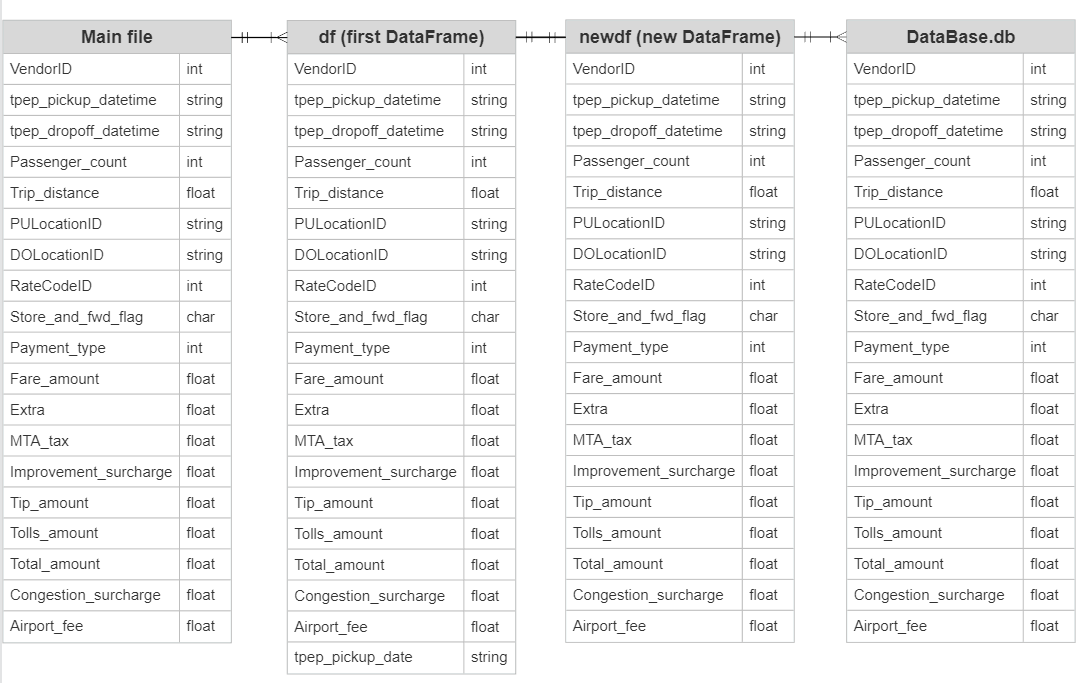 Main file
VendorID int
tpep_pickup_datetime string
tpep_dropoff_datetime string
Passenger_count int
Trip_distance float
PULocationID string
DOLocationID string
RateCodeID int
Store_and_fwd_flag char
Payment_type int
Fare_amount float
Extra float
MTA_tax float
Improvement_surcharge float
Tip_amount float
Tolls_amount float
Total_amount float
Congestion_surcharge float
Airport_fee float
df (first DataFrame)
VendorID int
tpep_pickup_datetime string
tpep_dropoff_datetime string
Passenger_count int
Trip_distance float
PULocationID string
DOLocationID string
RateCodeID int
Store_and_fwd_flag char
Payment_type int
Fare_amount float
Extra float
MTA_tax float
Improvement_surcharge float
Tip_amount float
Tolls_amount float
Total_amount float
Congestion_surcharge float
Airport_fee float
tpep_pickup_date string
newdf (new DataFrame)
VendorID int
tpep_pickup_datetime string
tpep_dropoff_datetime string
Passenger_count int
Trip_distance float
PULocationID string
DOLocationID string
RateCodeID int
Store_and_fwd_flag char
Payment_type int
Fare_amount float
Extra float
MTA_tax float
Improvement_surcharge float
Tip_amount float
Tolls_amount float
Total_amount float
Congestion_surcharge float
Airport_fee float
DataBase.db
VendorID int
tpep_pickup_datetime string
tpep_dropoff_datetime string
Passenger_count int
Trip_distance float
PULocationID string
DOLocationID string
RateCodeID int
Store_and_fwd_flag char
Payment_type int
Fare_amount float
Extra float
MTA_tax float
Improvement_surcharge float
Tip_amount float
Tolls_amount float
Total_amount float
Congestion_surcharge float
Airport_fee float